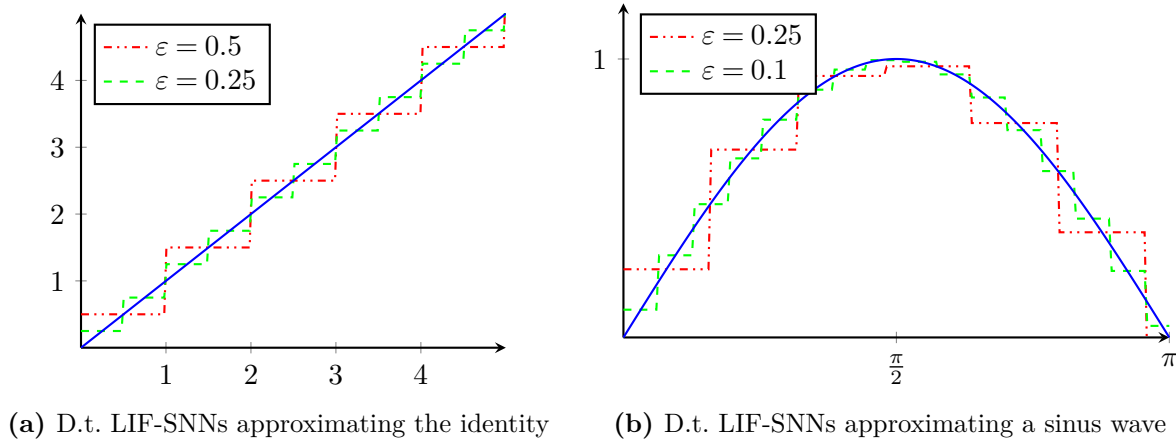 ε = 0.5
ε = 0.25
4
3
2
1
1 2 3 4
(a) D.t. LIF-SNNs approximating the identity
ε = 0.25
ε = 0.1
1
π/2 π
(b) D.t. LIF-SNNs approximating a sinus wave